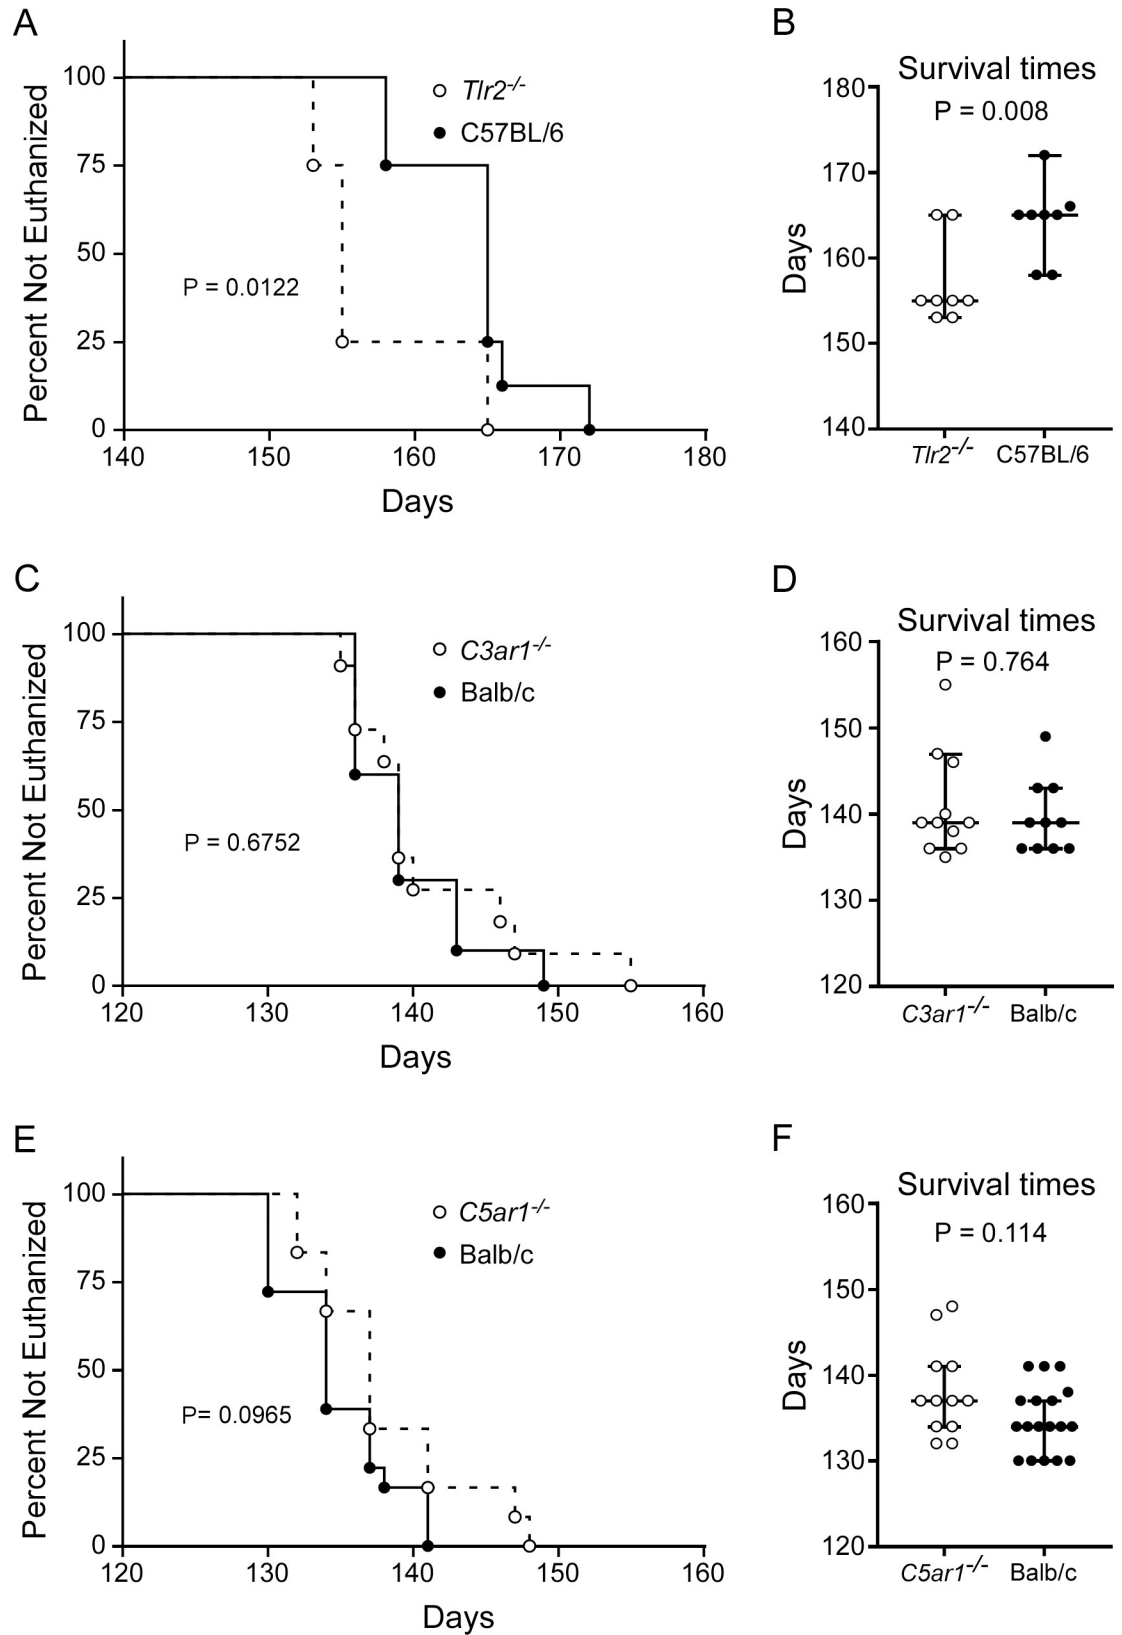 A
Percent Not Euthanized
100
75
50
25
0
Tlr2-/-
C57BL/6
P = 0.0122
140 150 160 170 180
Days
B
Survival times
P = 0.008
Days
180
170
160
150
140
Tlr2-/- C57BL/6
C
Percent Not Euthanized
100
75
50
25
0
C3ar1-/-
Balb/c
P = 0.6752
120 130 140 150 160
Days
D
Survival times
P = 0.764
Days
160
150
140
130
120
C3ar1-/- Balb/c
E
Percent Not Euthanized
100
75
50
25
0
C5ar1-/-
Balb/c
P= 0.0965
120 130 140 150 160
Days
F
Survival times
P = 0.114
Days
160
150
140
130
120
C5ar1-/- Balb/c